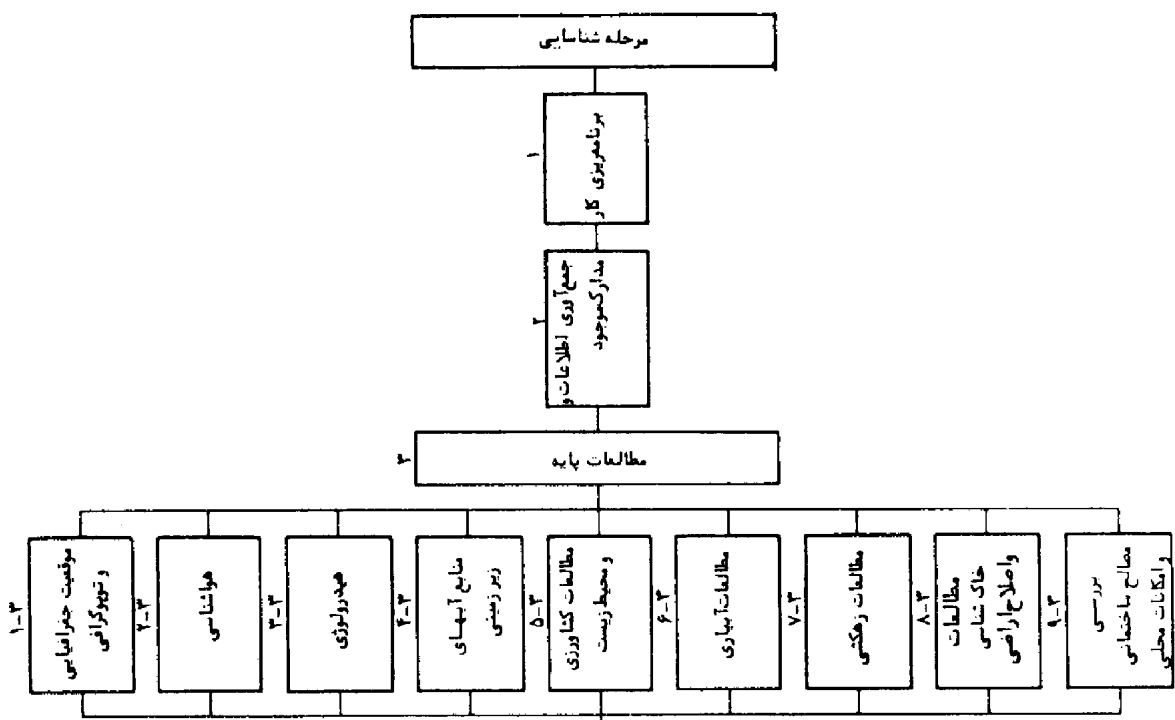 مرحله شناسایی
۱
برنامه‌ریزی کار
۲
جمع‌آوری اطلاعات و
مدارک موجود
۳
مطالعات پایه
۱-۳
موقعیت جغرافیایی
و توپوگرافی
۲-۳
هواشناسی
۳-۳
هیدرولوژی
۴-۳
منابع آبهای
زیرزمینی
۵-۳
مطالعات کشاورزی
و محیط زیست
۶-۳
مطالعات آبیاری
۷-۳
مطالعات زهکشی
۸-۳
مطالعات
خاک شناسی
و اصلاح اراضی
۹-۳
بررسی
مصالح ساختمانی
و امکانات محلی